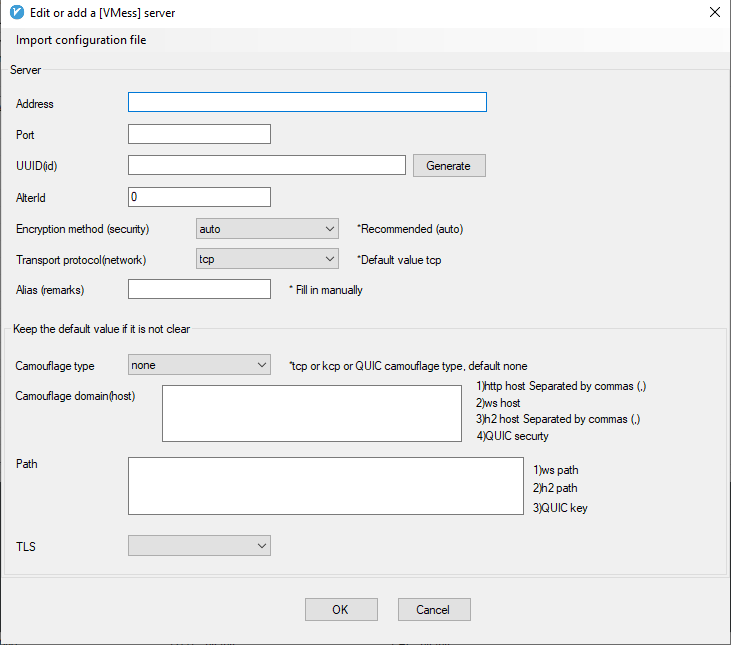 Edit or add a [VMess] server
Import configuration file
Server
Address
Port
UUID(id)
Generate
AlterId
0
Encryption method (security)
auto
*Recommended (auto)
Transport protocol(network)
tcp
*Default value tcp
Alias (remarks)
* Fill in manually
Keep the default value if it is not clear
Camouflage type
none
*tcp or kcp or QUIC camouflage type, default none
Camouflage domain(host)
1)http host Separated by commas (,)
2)ws host
3)h2 host Separated by commas (,)
4)QUIC securty
Path
1)ws path
2)h2 path
3)QUIC key
TLS
OK
Cancel